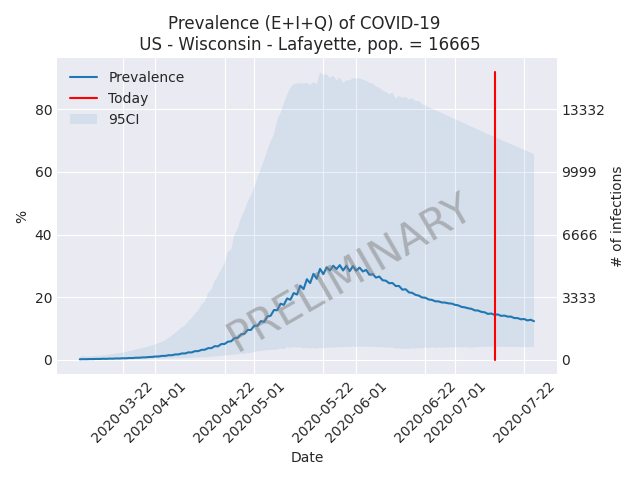 Prevalence (E+I+Q) of COVID-19
US - Wisconsin - Lafayette, pop. = 16665
Prevalence
Today
95CI
PRELIMINARY
80
60
40
20
0
%
13332
9999
6666
3333
0
# of infections
2020-03-22
2020-04-01
2020-04-22
2020-05-01
2020-05-22
2020-06-01
2020-06-22
2020-07-01
2020-07-22
Date